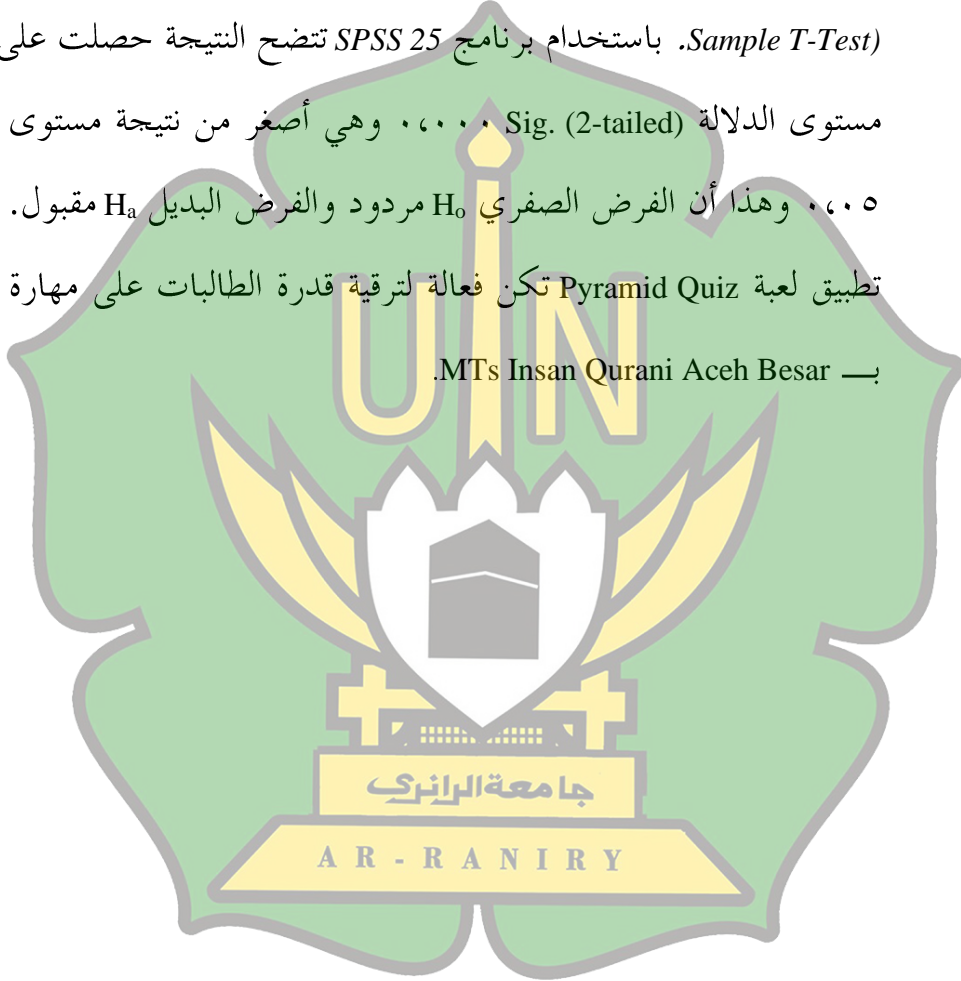 Sample T-Test). باستخدام برنامج SPSS 25 تتضح النتيجة حصلت على
مستوى الدلالة Sig. (2-tailed) ٠،٠٠٠ وهي أصغر من نتيجة مستوى
٠،٠٥ وهذا أن الفرض الصفري Ho مردود والفرض البديل Ha مقبول.
تطبيق لعبة Pyramid Quiz تكن فعالة لترقية قدرة الطالبات على مهارة
بـــ MTs Insan Qurani Aceh Besar.
UIN
جامعة الرانري
AR-RANIRY